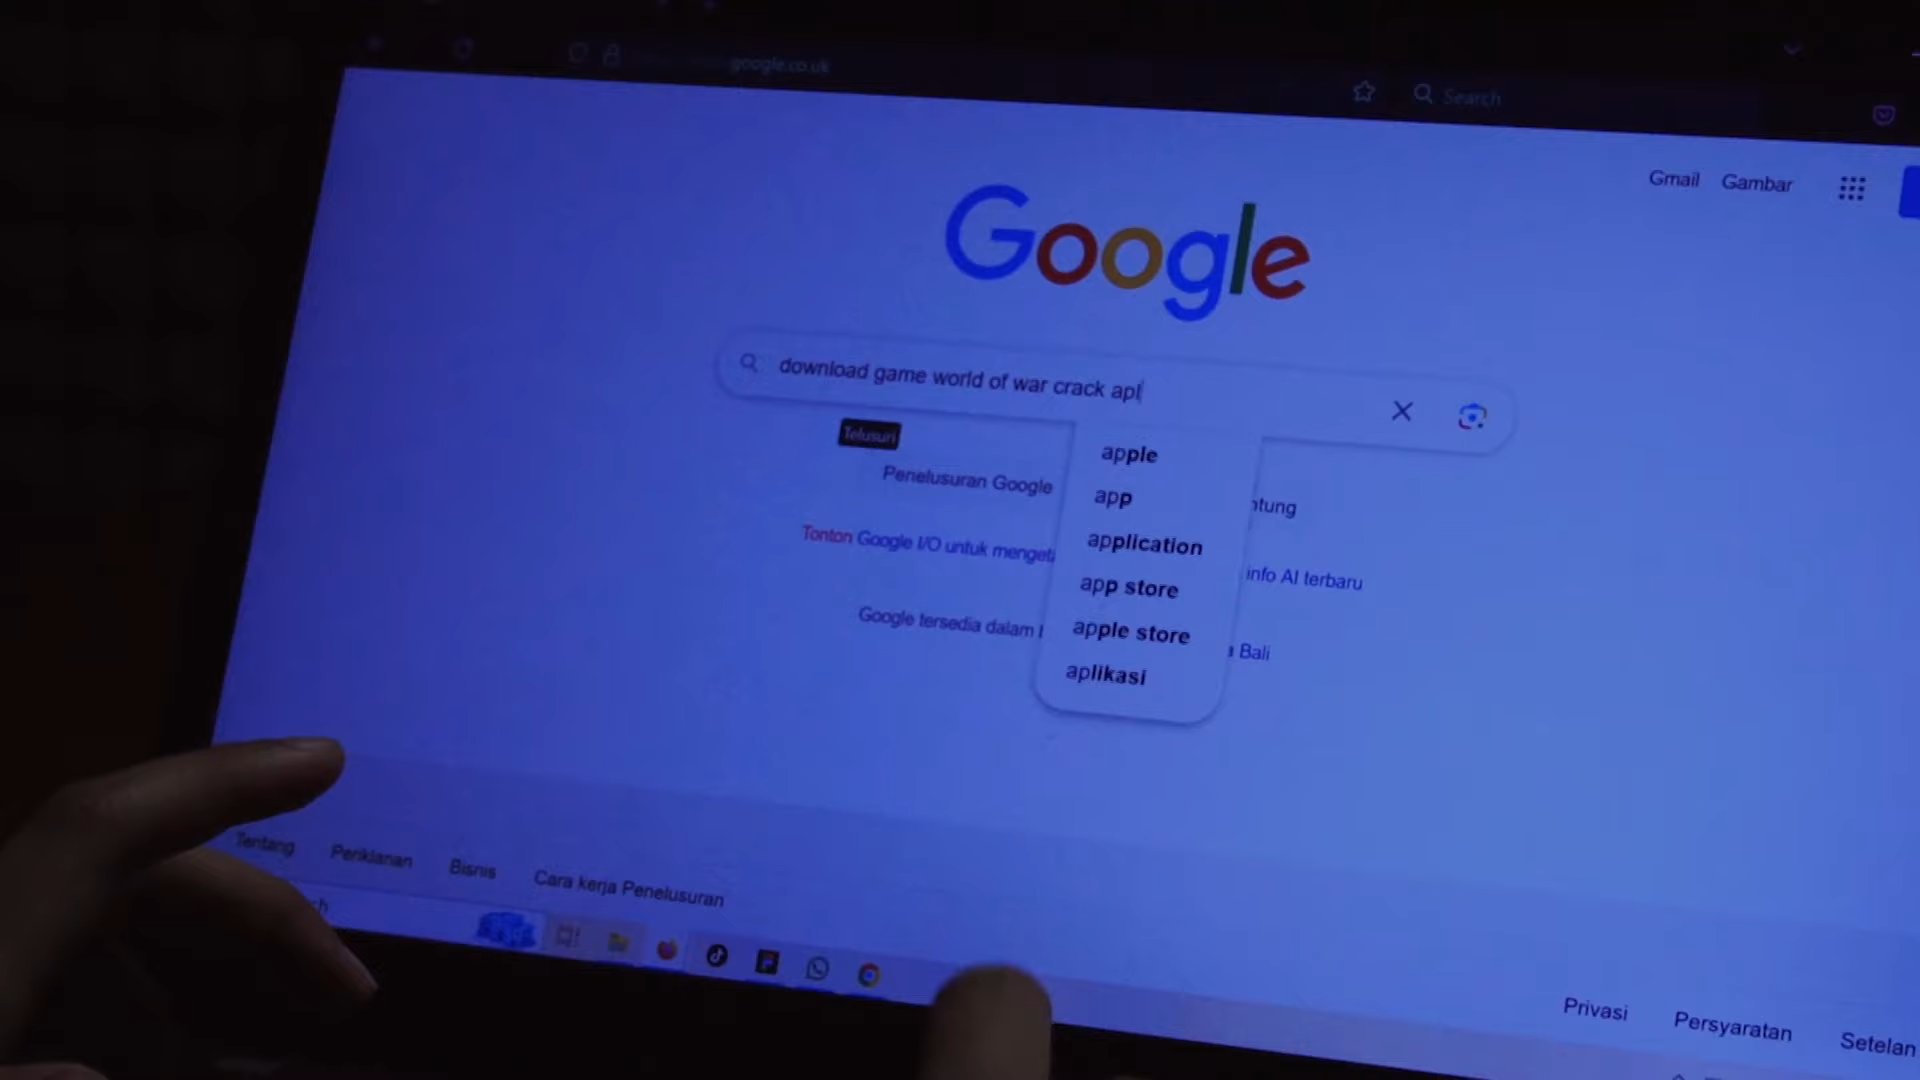 google.co.uk
Search
Gmail Gambar
Google
download game world of war crack apl
apple
Telusuri
app
Penelusuran Google
ntung
application
Tonton Google I/O untuk mengeta
info AI terbaru
app store
Google tersedia dalam
apple store
Bali
aplikasi
Tentang Periklanan Bisnis Cara kerja Penelusuran
Privasi Persyaratan Setelan